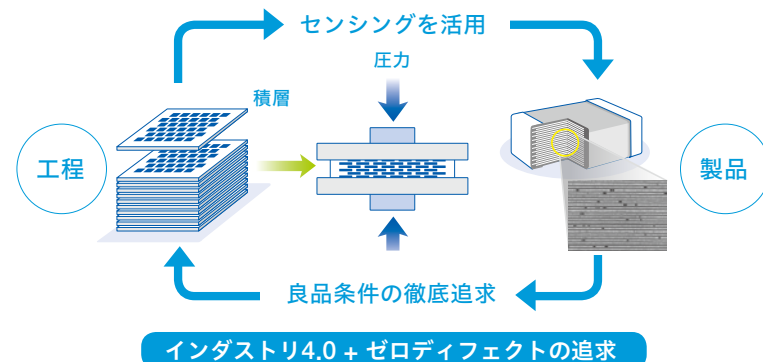 センシングを活用
圧力
積層
工程
製品
良品条件の徹底追求
インダストリ4.0 + ゼロディフェクトの追求